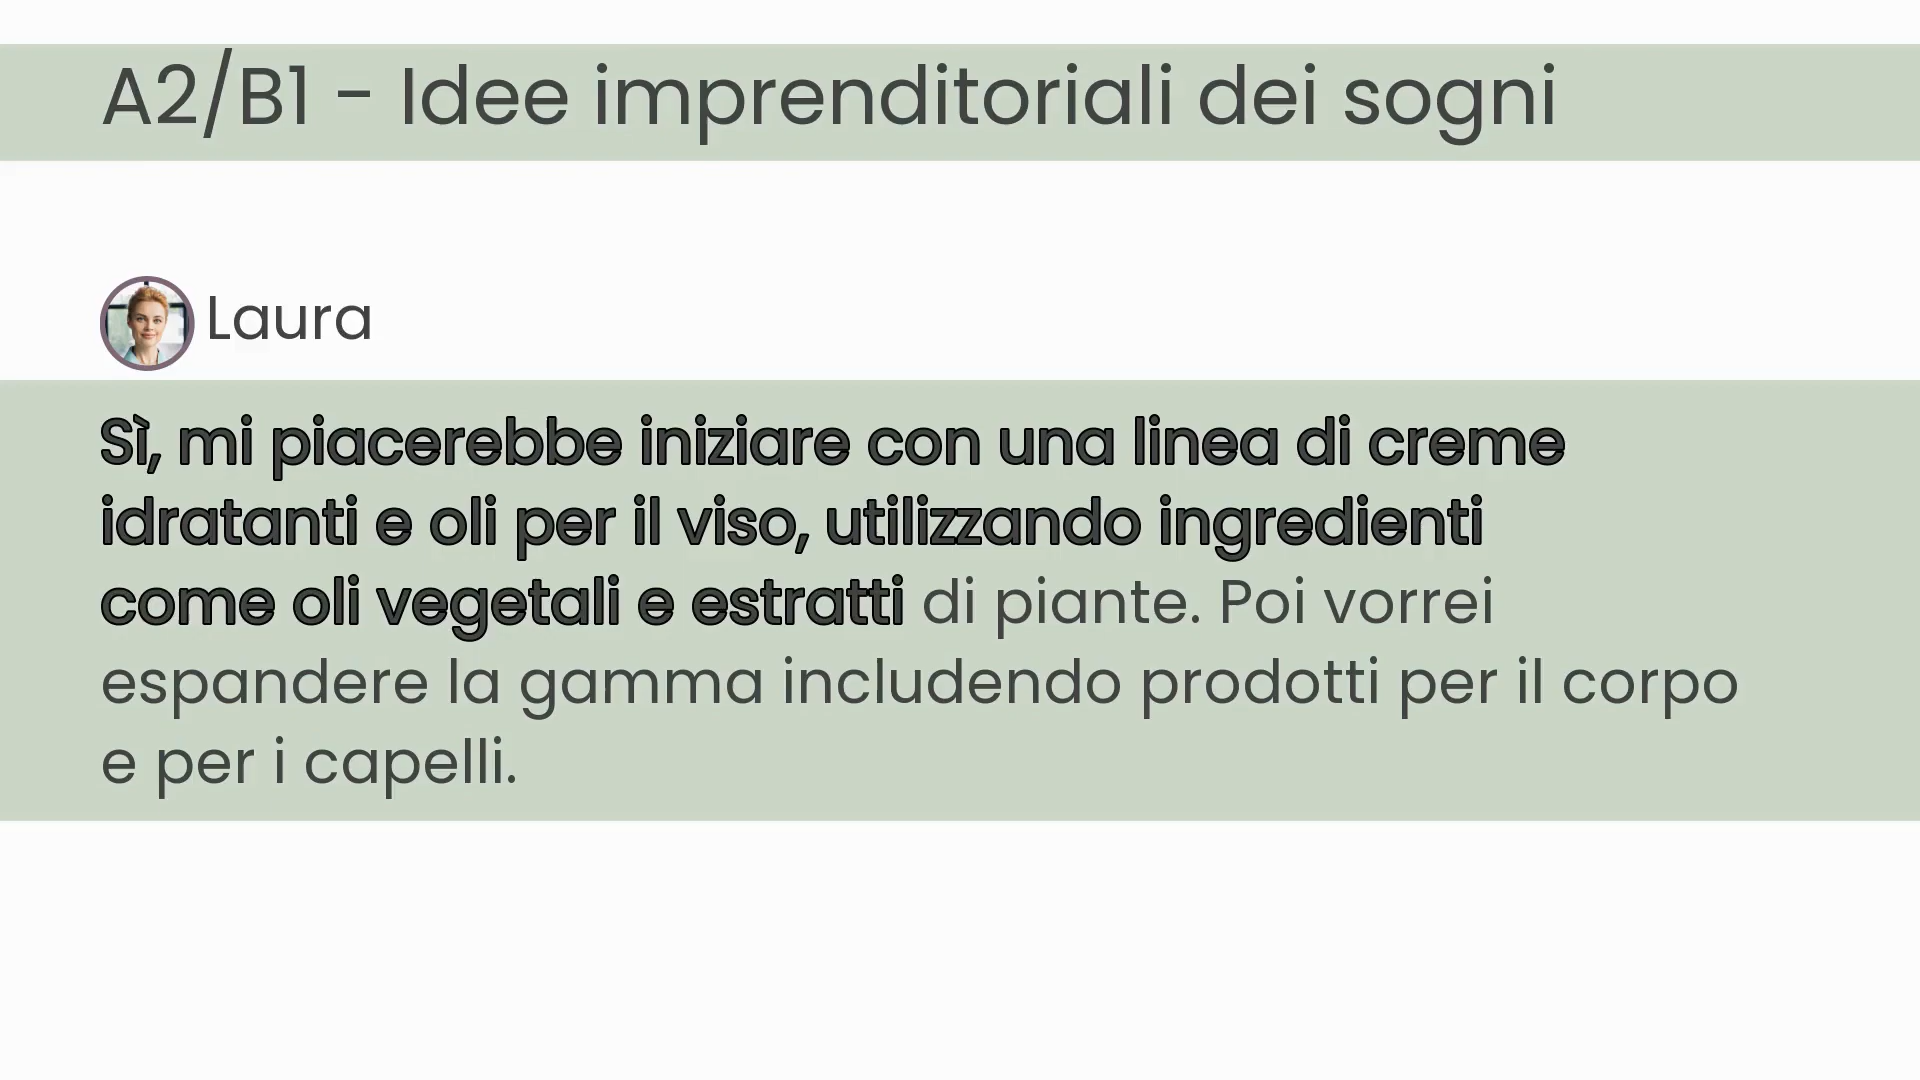 A2/B1 - Idee imprenditoriali dei sogni
Laura
Sì, mi piacerebbe iniziare con una linea di creme
idratanti e oli per il viso, utilizzando ingredienti
come oli vegetali e estratti di piante. Poi vorrei
espandere la gamma includendo prodotti per il corpo
e per i capelli.